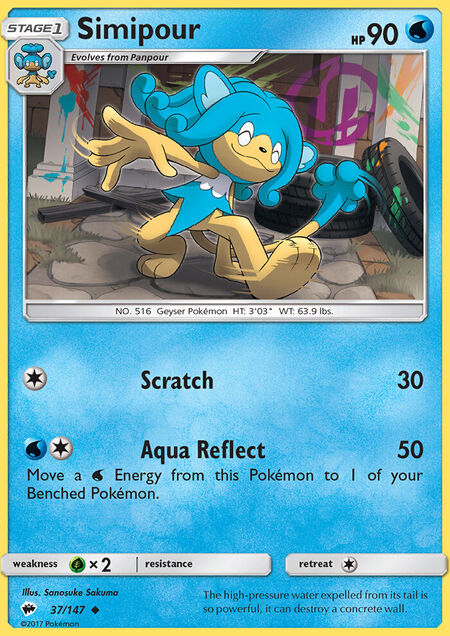 STAGE 1
Simipour
HP 90
Evolves from Panpour
NO. 516 Geyser Pokémon HT: 3'03" WT: 63.9 lbs.
Scratch 30
Aqua Reflect 50
Move a Energy from this Pokémon to 1 of your
Benched Pokémon.
weakness ×2 resistance retreat
Illus. Sanosuke Sakuma
37/147
©2017 Pokémon
The high-pressure water expelled from its tail is
so powerful, it can destroy a concrete wall.